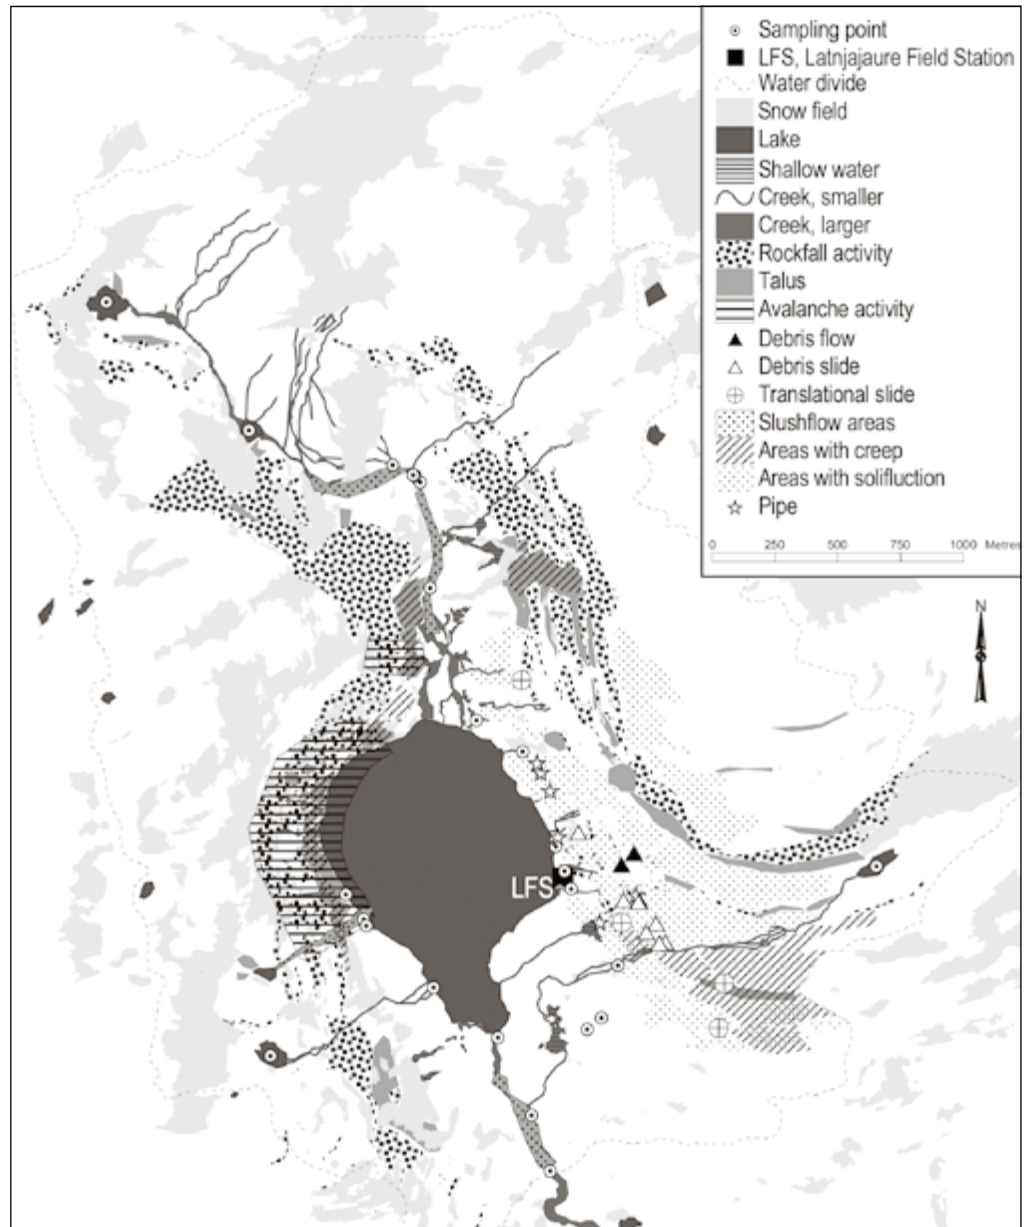 Sampling point
LFS, Latnjajaure Field Station
Water divide
Snow field
Lake
Shallow water
Creek, smaller
Creek, larger
Rockfall activity
Talus
Avalanche activity
Debris flow
Debris slide
Translational slide
Slushflow areas
Areas with creep
Areas with solifluction
Pipe
0 250 500 750 1000 Metres
N
LFS